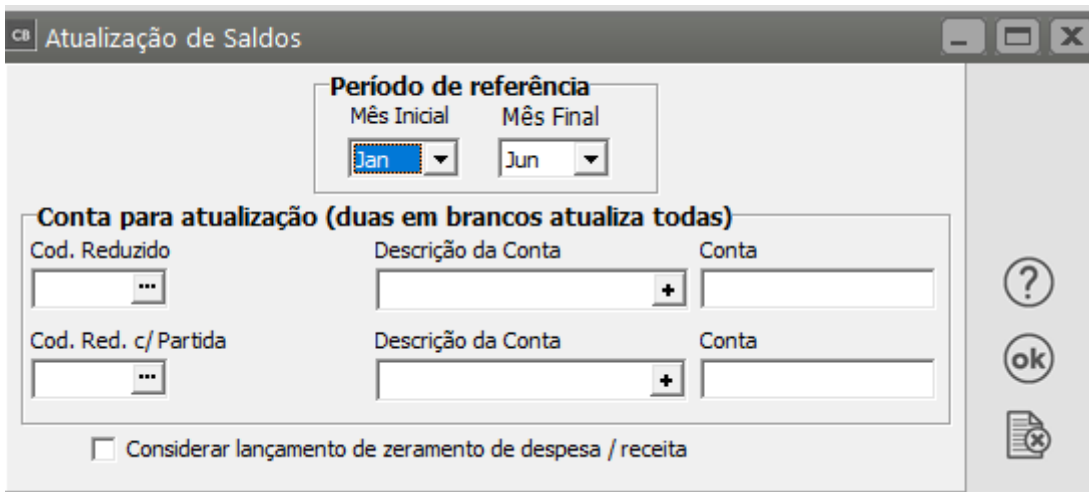 CB Atualização de Saldos
Período de referência
Mês Inicial Mês Final
Jan Jun
Conta para atualização (duas em brancos atualiza todas)
Cod. Reduzido Descrição da Conta Conta
... +
Cod. Red. c/ Partida Descrição da Conta Conta
... +
Considerar lançamento de zeramento de despesa / receita
?
ok